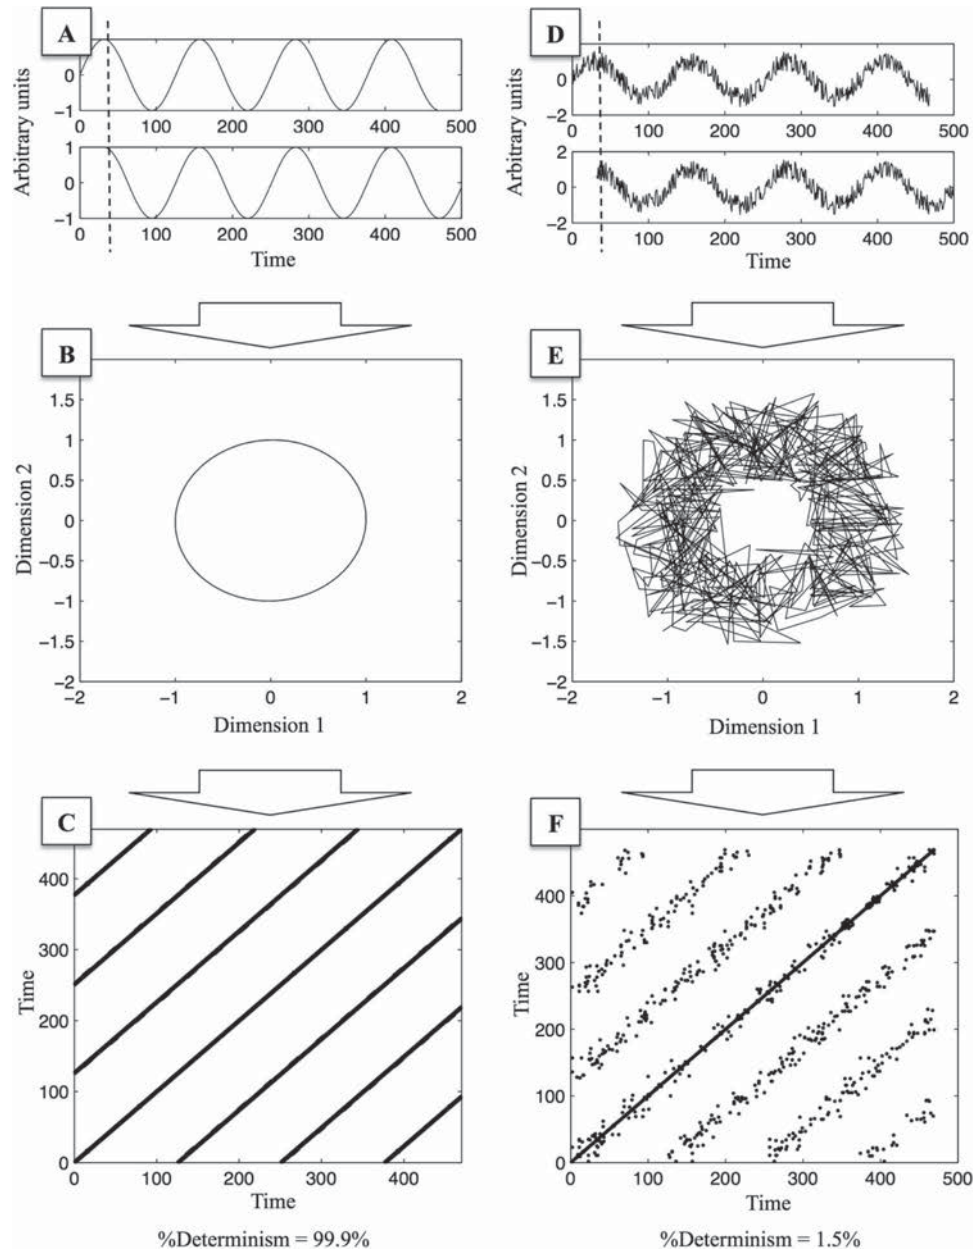 A
D
Arbitrary units
1
0
-1
0 100 200 300 400 500
1
0
-1
0 100 200 300 400 500
Time
Arbitrary units
2
0
-2
0 100 200 300 400 500
2
0
-2
0 100 200 300 400 500
Time
B
Dimension 2
1.5
1
0.5
0
-0.5
-1
-1.5
-2
-2 -1 0 1 2
Dimension 1
E
Dimension 2
1.5
1
0.5
0
-0.5
-1
-1.5
-2
-2 -1 0 1 2
Dimension 1
C
Time
400
300
200
100
0
0 100 200 300 400
Time
%Determinism = 99.9%
F
Time
400
300
200
100
0
0 100 200 300 400 500
Time
%Determinism = 1.5%